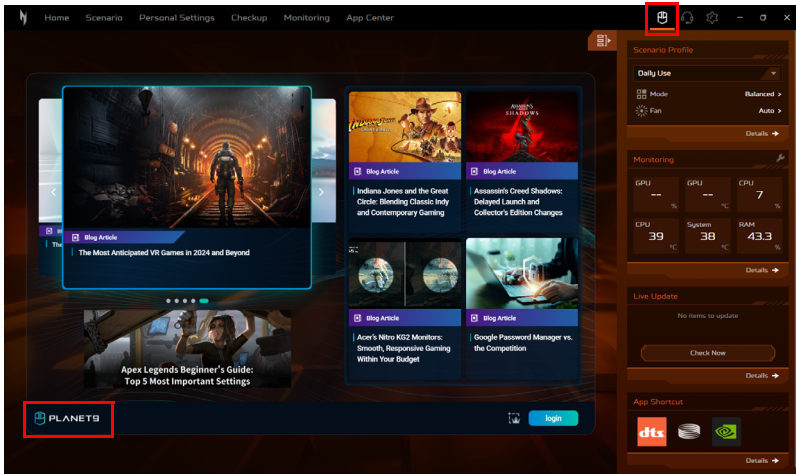 Home Scenario Personal Settings Checkup Monitoring App Center
Scenario Profile
Daily Use
Mode Balanced >
Fan Auto >
Details
Monitoring
GPU
--
%
GPU
--
°C
CPU
7
%
CPU
39
°C
System
38
°C
RAM
43.3
%
Details
Live Update
No items to update
Check Now
Details
App Shortcut
dts
Details
Blog Article
The Most Anticipated VR Games in 2024 and Beyond
Apex Legends Beginner's Guide:
Top 5 Most Important Settings
INDIANA JONES
Blog Article
Indiana Jones and the Great
Circle: Blending Classic Indy
and Contemporary Gaming
ASSASSIN'S
CREED
SHADOWS
Blog Article
Assassin's Creed Shadows:
Delayed Launch and
Collector's Edition Changes
Blog Article
Acer's Nitro KG2 Monitors:
Smooth, Responsive Gaming
Within Your Budget
Blog Article
Google Password Manager vs.
the Competition
PLANET9
login